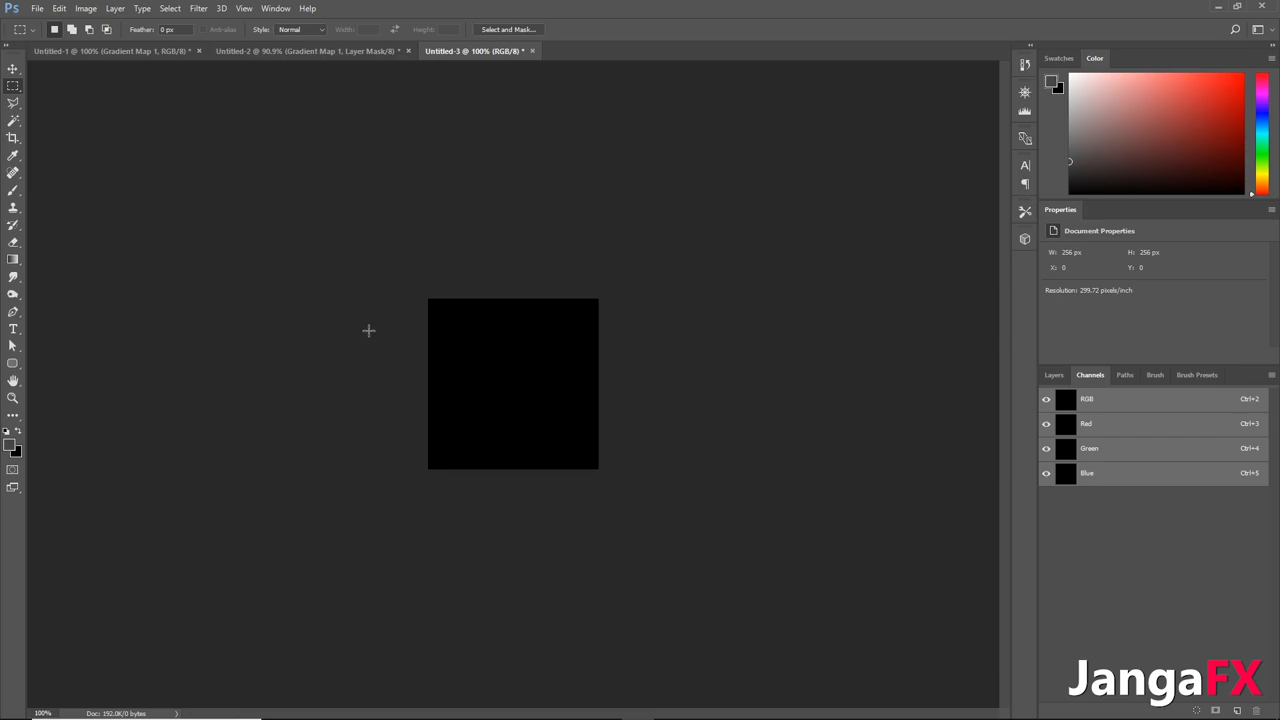 Ps File Edit Image Layer Type Select Filter 3D View Window Help
Feather: 0 px Anti-alias Style: Normal Width: Height: Select and Mask...
Untitled-1 @ 100% (Gradient Map 1, RGB/8) * × Untitled-2 @ 90.9% (Gradient Map 1, Layer Mask/8) * × Untitled-3 @ 100% (RGB/8) * ×
Swatches Color
Properties
Document Properties
W: 256 px H: 256 px
X: 0 Y: 0
Resolution: 299.72 pixels/inch
Layers Channels Paths Brush Brush Presets
RGB Ctrl+2
Red Ctrl+3
Green Ctrl+4
Blue Ctrl+5
JangaFX
100% Doc: 192.0K/0 bytes